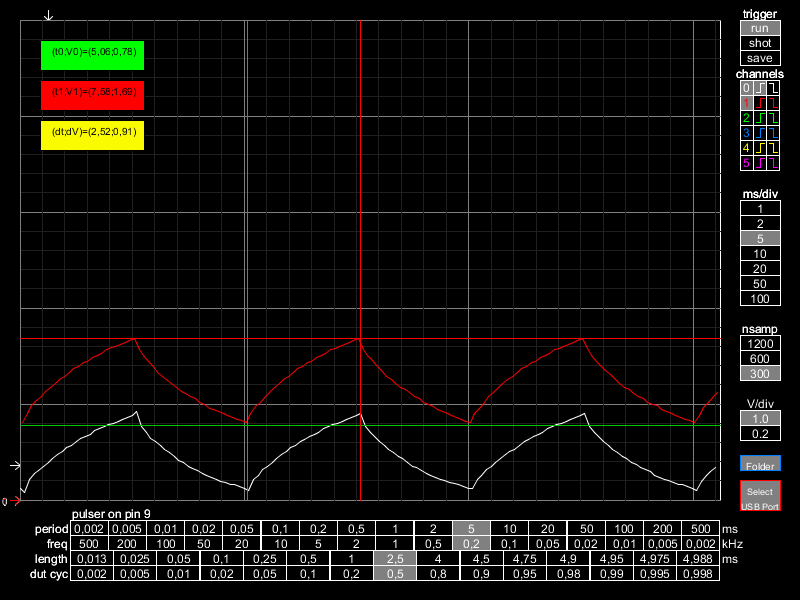 trigger
run
(t0;V0)=(5,06;0,78)
shot
save
channels
(t1;V1)=(7,58;1,69)
0
1
2
(dt;dV)=(2,52;0,91)
3
4
5
ms/div
1
2
5
10
20
50
100
nsamp
1200
600
300
V/div
1.0
0.2
Folder
Select
USB Port
0
pulser on pin 9
period 0,002 0,005 0,01 0,02 0,05 0,1 0,2 0,5 1 2 5 10 20 50 100 200 500 ms
freq 500 200 100 50 20 10 5 2 1 0,5 0,2 0,1 0,05 0,02 0,01 0,005 0,002 kHz
length 0,013 0,025 0,05 0,1 0,25 0,5 1 2,5 4 4,5 4,75 4,9 4,95 4,975 4,988 ms
dut cyc 0,002 0,005 0,01 0,02 0,05 0,1 0,2 0,5 0,8 0,9 0,95 0,98 0,99 0,995 0,998